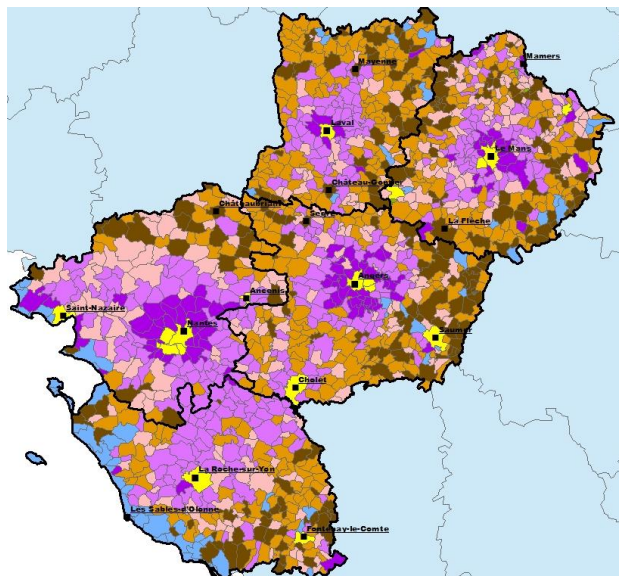 Mayenne
Mamers
Laval
Le Mans
Château-Gontier
Châteaubriant
Segré
La Flèche
Angers
Ancenis
Saint-Nazaire
Nantes
Saumur
Cholet
La Roche-sur-Yon
Les Sables-d'Olonne
Fontenay-le-Comte